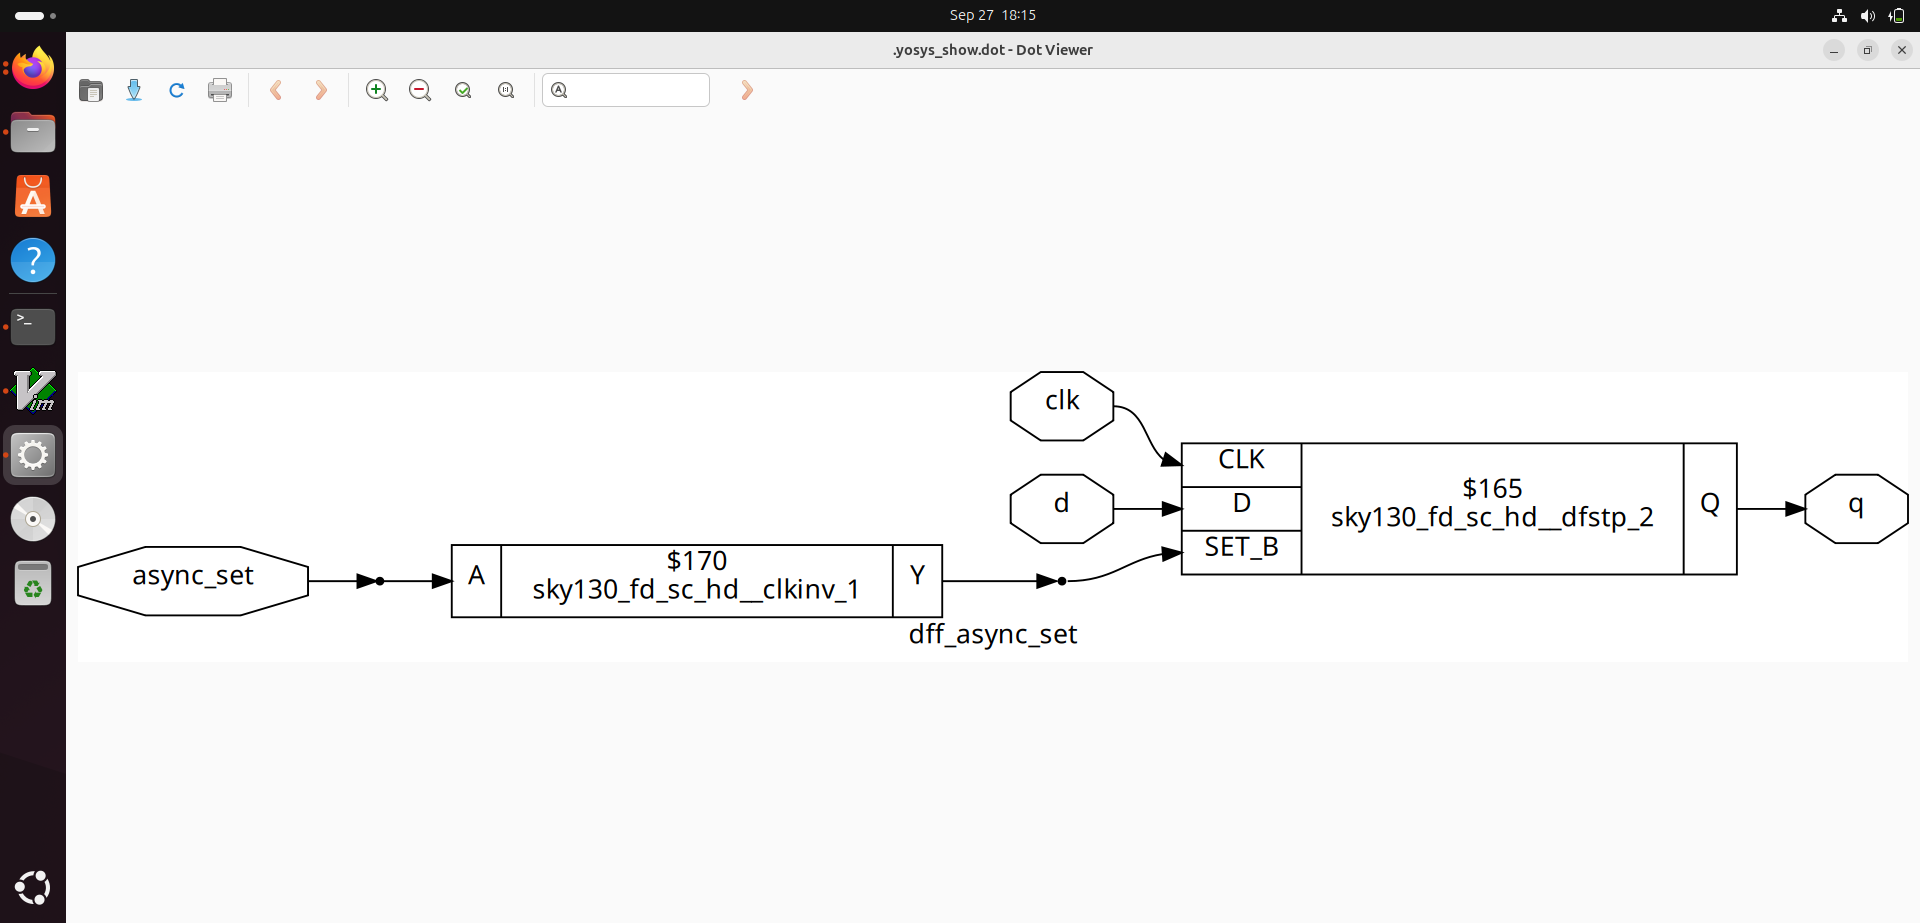 Sep 27 18:15
.yosys_show.dot - Dot Viewer
clk
CLK
d
D
$165
sky130_fd_sc_hd__dfstp_2
Q
q
SET_B
async_set
A
$170
sky130_fd_sc_hd__clkinv_1
Y
dff_async_set